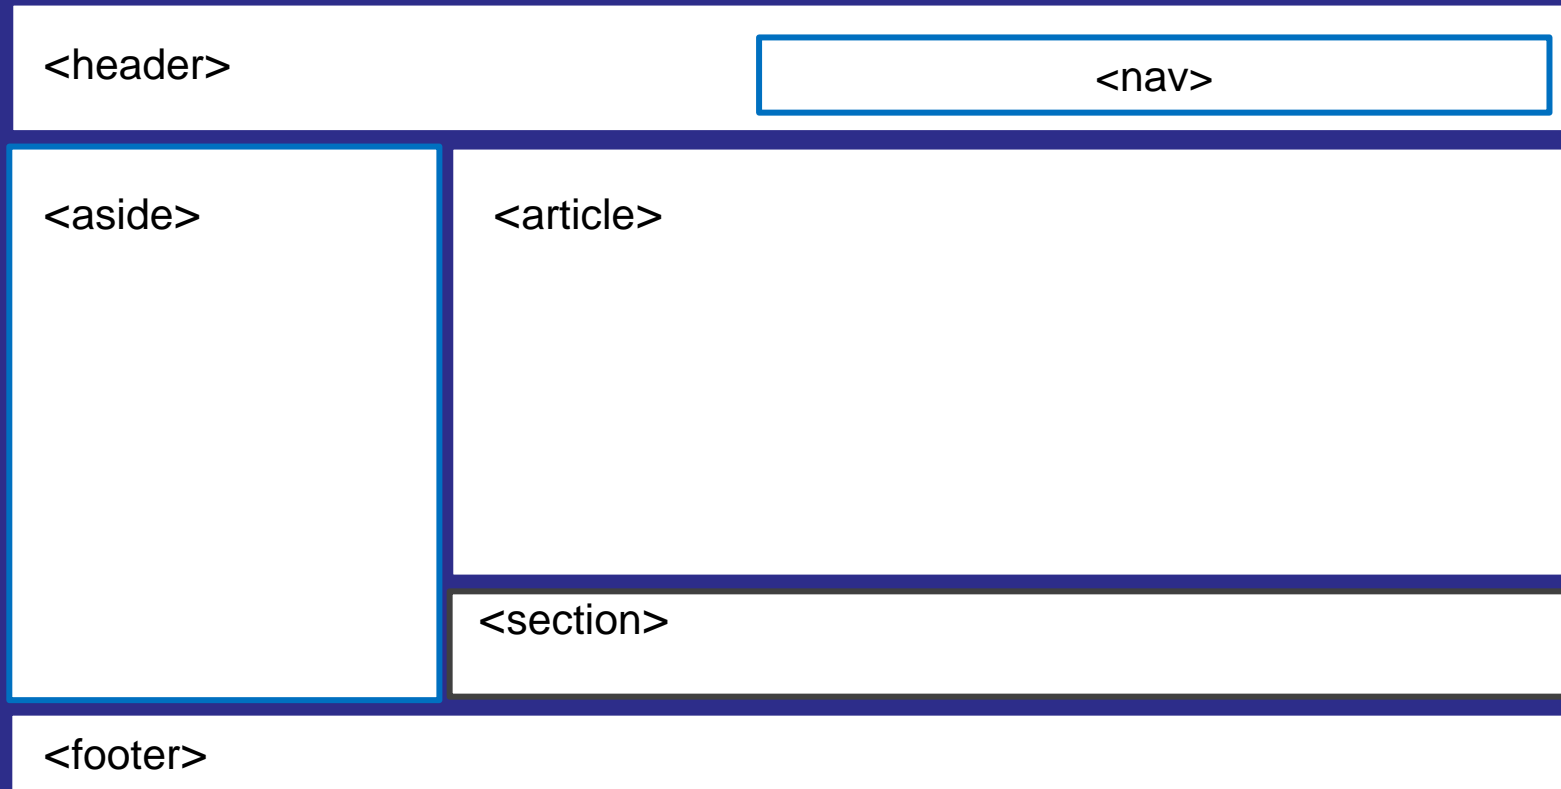 <header>
<nav>
<aside>
<article>
<section>
<footer>